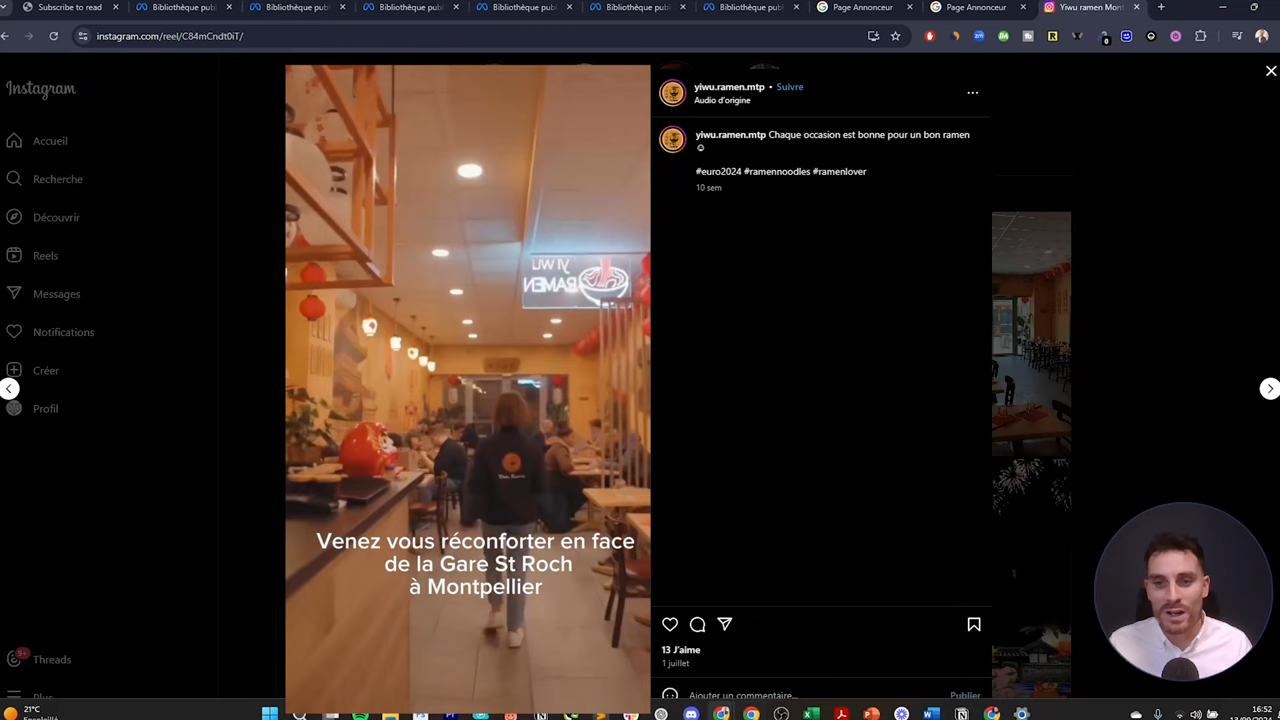 Subscribe to read
Bibliothèque publ
Bibliothèque publ
Bibliothèque publ
Bibliothèque publ
Bibliothèque publ
Bibliothèque publ
Page Annonceur
Page Annonceur
Yiwu ramen Mont
instagram.com/reel/C84mCndt0iT/
Instagram
Accueil
Recherche
Découvrir
Reels
Messages
Notifications
Créer
Profil
9+
Threads
Plus
YI WU
RAMEN
Venez vous réconforter en face
de la Gare St Roch
à Montpellier
yiwu.ramen.mtp • Suivre
Audio d'origine
yiwu.ramen.mtp Chaque occasion est bonne pour un bon ramen
#euro2024 #ramennoodles #ramenlover
10 sem
13 J'aime
1 juillet
Ajouter un commentaire...
Publier
21°C
Ensoleillé
16:52